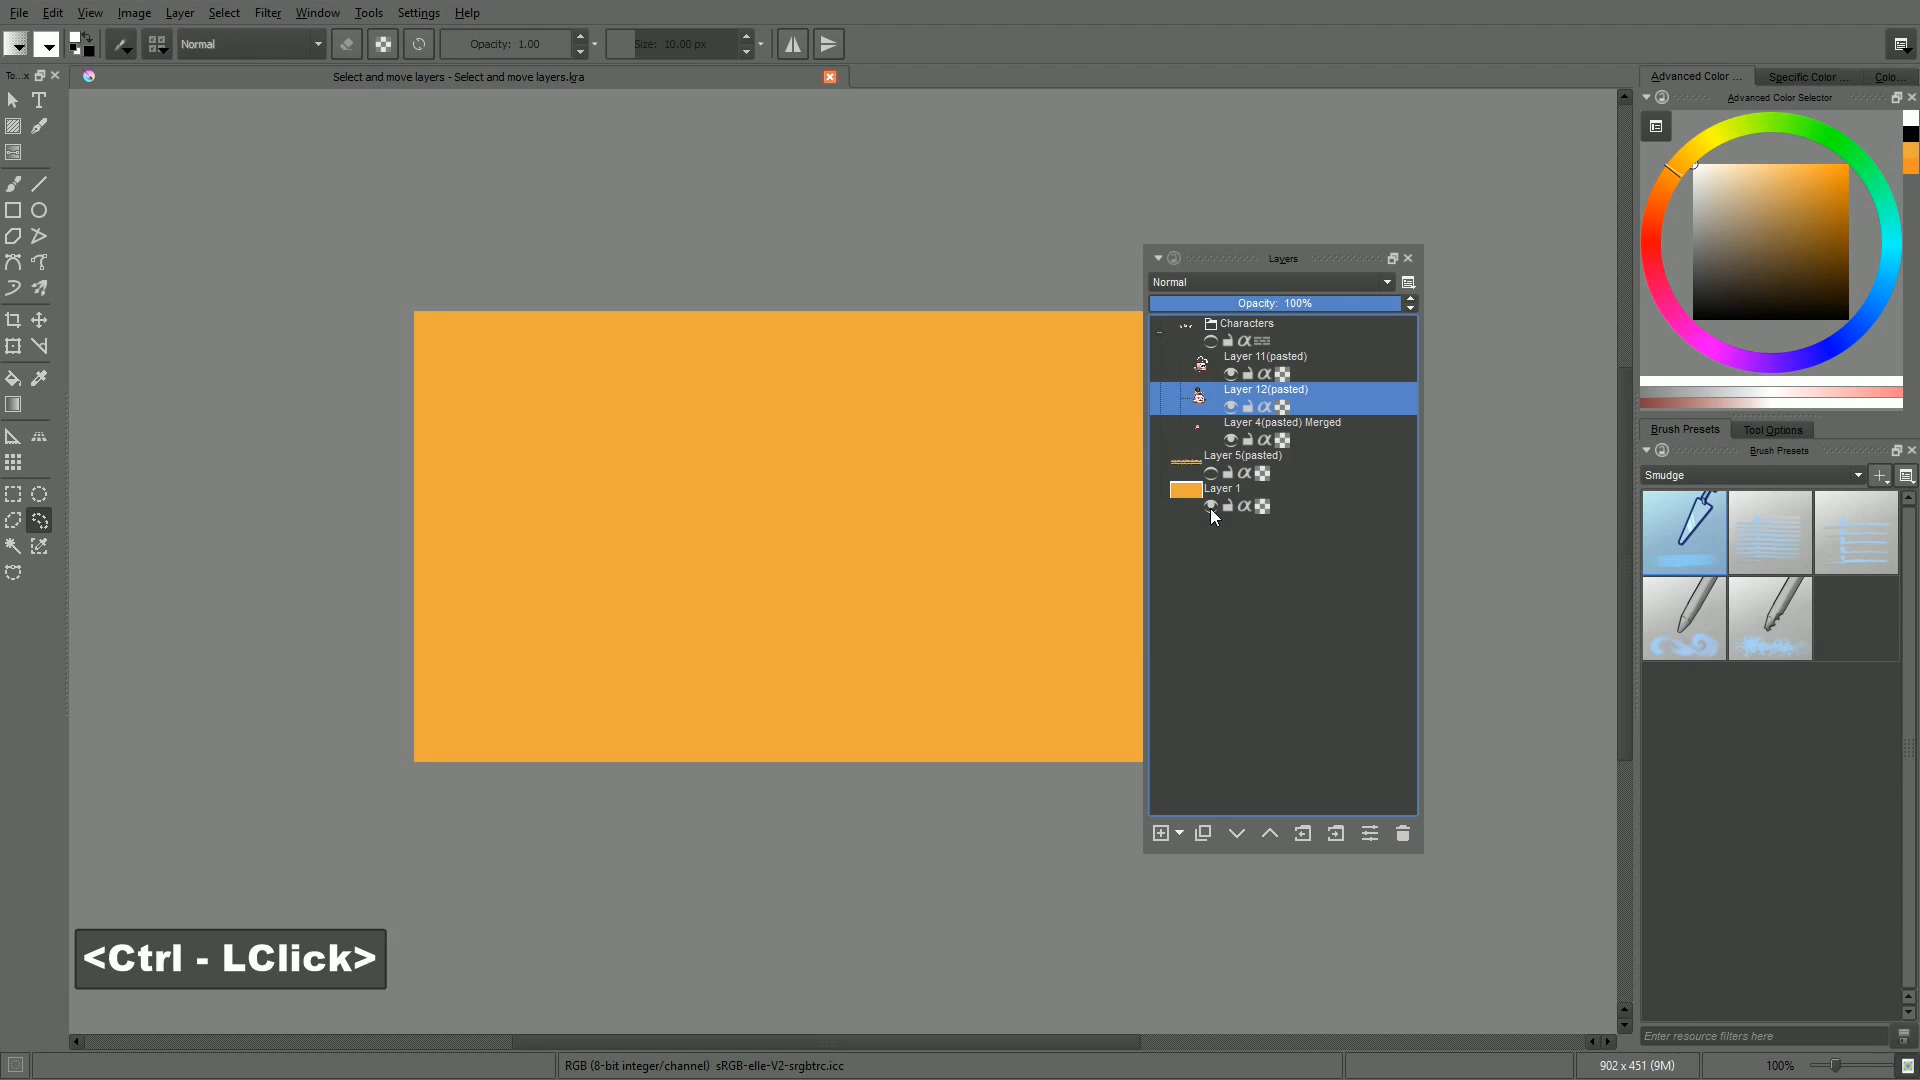 File Edit View Image Layer Select Filter Window Tools Settings Help
Normal Opacity: 1.00 Size: 10.00 px
To...x Select and move layers - Select and move layers.kra Advanced Color ... Specific Color ... Colo...
Advanced Color Selector
Layers
Normal
Opacity: 100%
Characters
Layer 11(pasted)
Layer 12(pasted)
Layer 4(pasted) Merged
Layer 5(pasted)
Layer 1
Brush Presets Tool Options
Brush Presets
Smudge
<Ctrl - LClick>
Enter resource filters here
RGB (8-bit integer/channel) sRGB-elle-V2-srgbtrc.icc 902 x 451 (9M) 100%